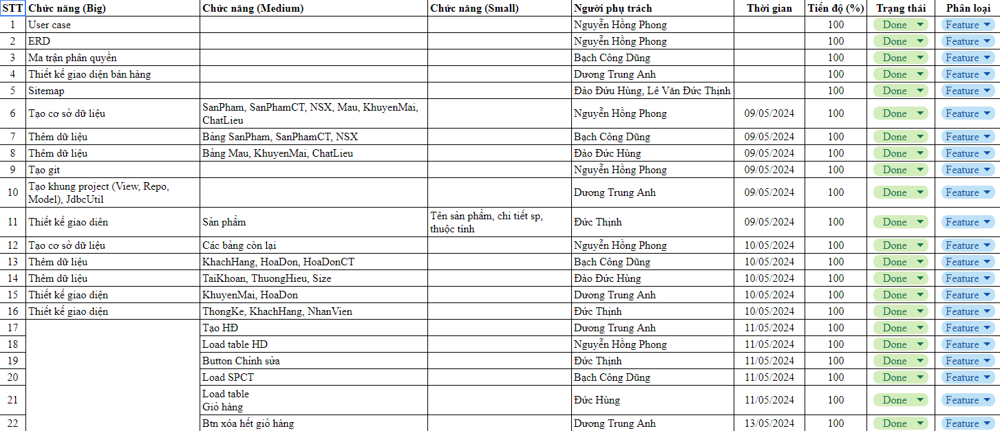 STT Chức năng (Big) Chức năng (Medium) Chức năng (Small) Người phụ trách Thời gian Tiến độ (%) Trạng thái Phân loại
1 User case Nguyễn Hồng Phong 100 Done Feature
2 ERD Nguyễn Hồng Phong 100 Done Feature
3 Ma trận phân quyền Bạch Công Dũng 100 Done Feature
4 Thiết kế giao diện bán hàng Dương Trung Anh 100 Done Feature
5 Sitemap Đào Đứu Hùng, Lê Văn Đức Thịnh 100 Done Feature
6 Tạo cơ sở dữ liệu SanPham, SanPhamCT, NSX, Mau, KhuyenMai,
ChatLieu Nguyễn Hồng Phong 09/05/2024 100 Done Feature
7 Thêm dữ liệu Bảng SanPham, SanPhamCT, NSX Bạch Công Dũng 09/05/2024 100 Done Feature
8 Thêm dữ liệu Bảng Mau, KhuyenMai, ChatLieu Đào Đức Hùng 09/05/2024 100 Done Feature
9 Tạo git Nguyễn Hồng Phong 09/05/2024 100 Done Feature
10 Tạo khung project (View, Repo,
Model), JdbcUtil Dương Trung Anh 09/05/2024 100 Done Feature
11 Thiết kế giao diên Sản phẩm Tên sản phẩm, chi tiết sp,
thuộc tính Đức Thịnh 09/05/2024 100 Done Feature
12 Tạo cơ sở dữ liệu Các bảng còn lại Nguyễn Hồng Phong 10/05/2024 100 Done Feature
13 Thêm dữ liệu KhachHang, HoaDon, HoaDonCT Bạch Công Dũng 10/05/2024 100 Done Feature
14 Thêm dữ liệu TaiKhoan, ThuongHieu, Size Đào Đức Hùng 10/05/2024 100 Done Feature
15 Thiết kế giao diện KhuyenMai, HoaDon Dương Trung Anh 10/05/2024 100 Done Feature
16 Thiết kế giao diện ThongKe, KhachHang, NhanVien Đức Thịnh 10/05/2024 100 Done Feature
17 Tạo HĐ Dương Trung Anh 11/05/2024 100 Done Feature
18 Load table HD Nguyễn Hồng Phong 11/05/2024 100 Done Feature
19 Button Chỉnh sửa Đức Thịnh 11/05/2024 100 Done Feature
20 Load SPCT Bạch Công Dũng 11/05/2024 100 Done Feature
21 Load table
Giỏ hàng Đức Hùng 11/05/2024 100 Done Feature
22 Btn xóa hết giỏ hàng Dương Trung Anh 13/05/2024 100 Done Feature